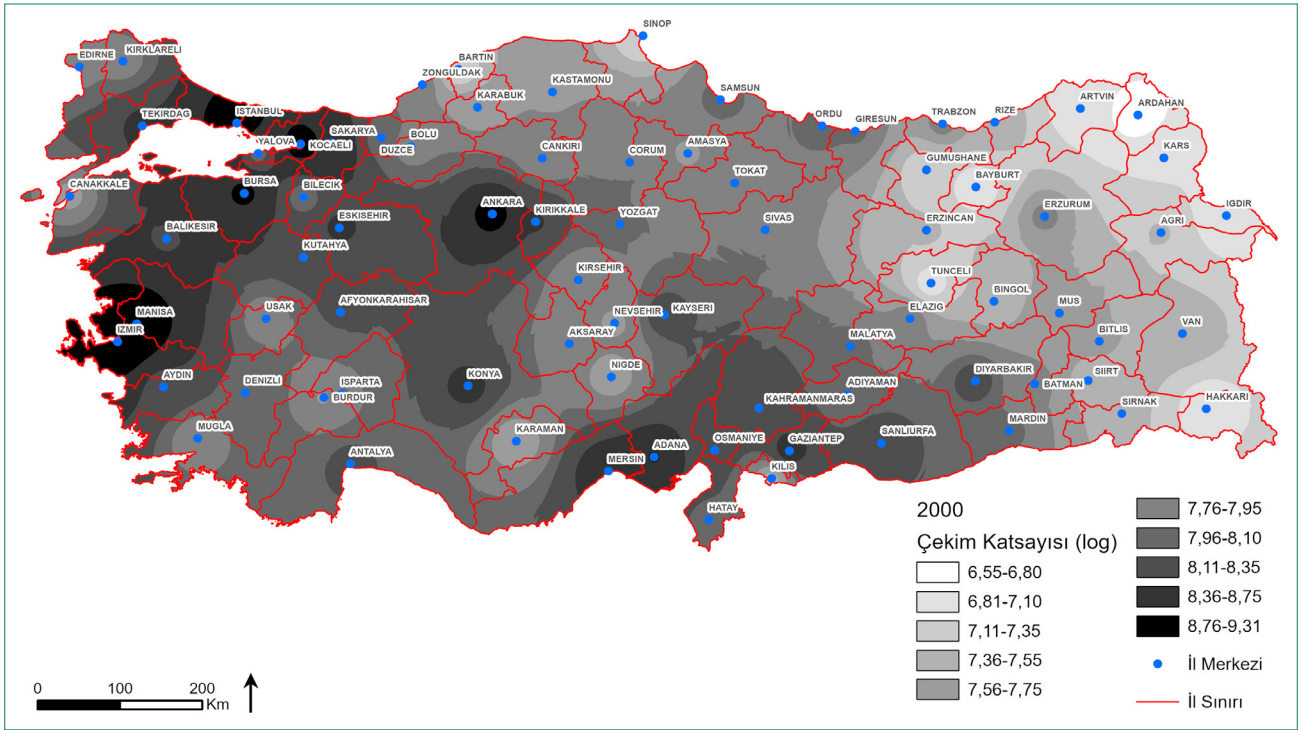 SINOP
EDIRNE
KIRKLARELI
BARTIN
ZONGULDAK
KASTAMONU
KARABUK
SAMSUN
ARTVIN
ARDAHAN
TEKIRDAG
ISTANBUL
ORDU
GIRESUN
TRABZON
RIZE
YALOVA
KOCAELI
SAKARYA
DUZCE
BOLU
CANKIRI
CORUM
AMASYA
KARS
GUMUSHANE
BAYBURT
TOKAT
CANAKKALE
BURSA
BILECIK
ANKARA
KIRIKKALE
YOZGAT
SIVAS
ERZINCAN
ERZURUM
AGRI
IGDIR
BALIKESIR
ESKISEHIR
KUTAHYA
KIRSEHIR
TUNCELI
BINGOL
MUS
MANISA
IZMIR
USAK
AFYONKARAHISAR
NEVSEHIR
KAYSERI
AKSARAY
ELAZIG
MALATYA
BITLIS
VAN
AYDIN
DENIZLI
ISPARTA
BURDUR
KONYA
NIGDE
ADIYAMAN
KAHRAMANMARAS
DIYARBAKIR
BATMAN
SIIRT
SIRNAK
HAKKARI
MARDIN
MUGLA
ANTALYA
KARAMAN
MERSIN
ADANA
OSMANIYE
GAZIANTEP
SANLIURFA
KILIS
HATAY
2000
Çekim Katsayısı (log)
6,55-6,80
6,81-7,10
7,11-7,35
7,36-7,55
7,56-7,75
7,76-7,95
7,96-8,10
8,11-8,35
8,36-8,75
8,76-9,31
İl Merkezi
İl Sınırı
0 100 200
Km